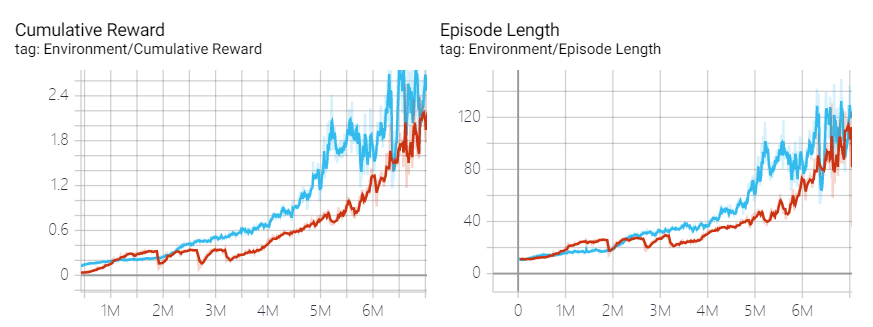 Cumulative Reward
tag: Environment/Cumulative Reward
2.4
1.8
1.2
0.6
0
1M 2M 3M 4M 5M 6M
Episode Length
tag: Environment/Episode Length
120
80
40
0
0 1M 2M 3M 4M 5M 6M